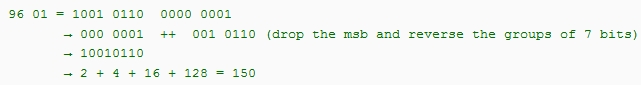 96 01 = 1001 0110  0000 0001
→ 000 0001  ++  001 0110 (drop the msb and reverse the groups of 7 bits)
→ 10010110
→ 2 + 4 + 16 + 128 = 150